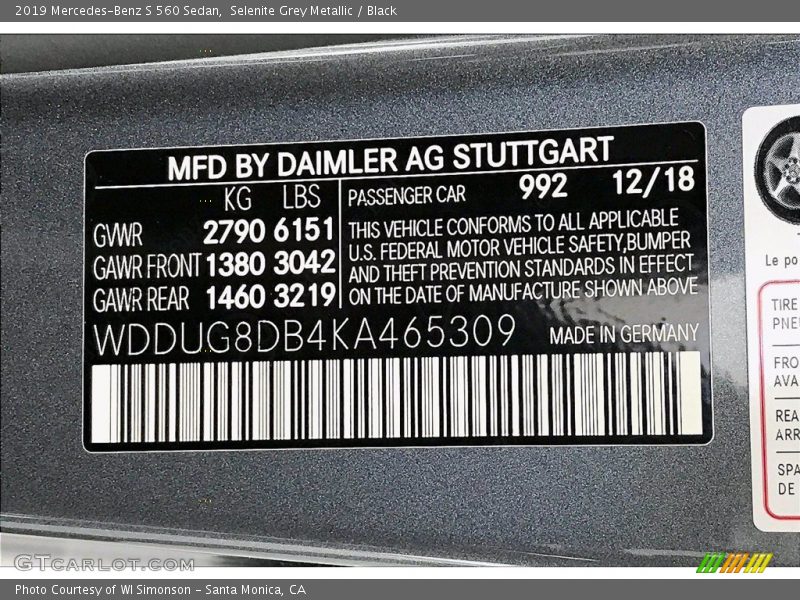 2019 Mercedes-Benz S 560 Sedan, Selenite Grey Metallic / Black
MFD BY DAIMLER AG STUTTGART
KG LBS PASSENGER CAR 992 12/18
GVWR 2790 6151
GAWR FRONT 1380 3042
GAWR REAR 1460 3219
THIS VEHICLE CONFORMS TO ALL APPLICABLE
U.S. FEDERAL MOTOR VEHICLE SAFETY,BUMPER
AND THEFT PREVENTION STANDARDS IN EFFECT
ON THE DATE OF MANUFACTURE SHOWN ABOVE
WDDUG8DB4KA465309 MADE IN GERMANY
Le po
TIRE
PNE
FRO
AVA
REA
ARR
SPA
DE
GTCARLOT.COM
Photo Courtesy of WI Simonson - Santa Monica, CA